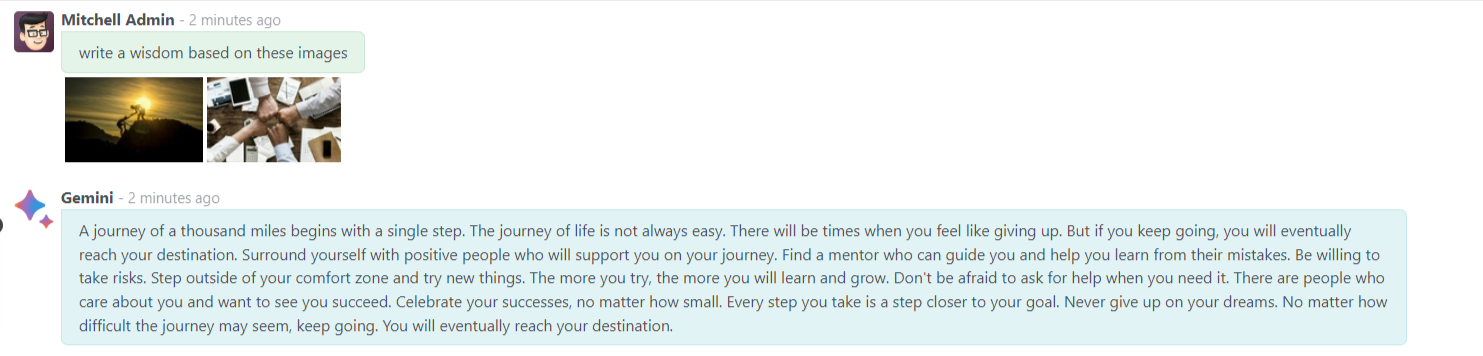 Mitchell Admin - 2 minutes ago
write a wisdom based on these images
Gemini - 2 minutes ago
A journey of a thousand miles begins with a single step. The journey of life is not always easy. There will be times when you feel like giving up. But if you keep going, you will eventually
reach your destination. Surround yourself with positive people who will support you on your journey. Find a mentor who can guide you and help you learn from their mistakes. Be willing to
take risks. Step outside of your comfort zone and try new things. The more you try, the more you will learn and grow. Don't be afraid to ask for help when you need it. There are people who
care about you and want to see you succeed. Celebrate your successes, no matter how small. Every step you take is a step closer to your goal. Never give up on your dreams. No matter how
difficult the journey may seem, keep going. You will eventually reach your destination.